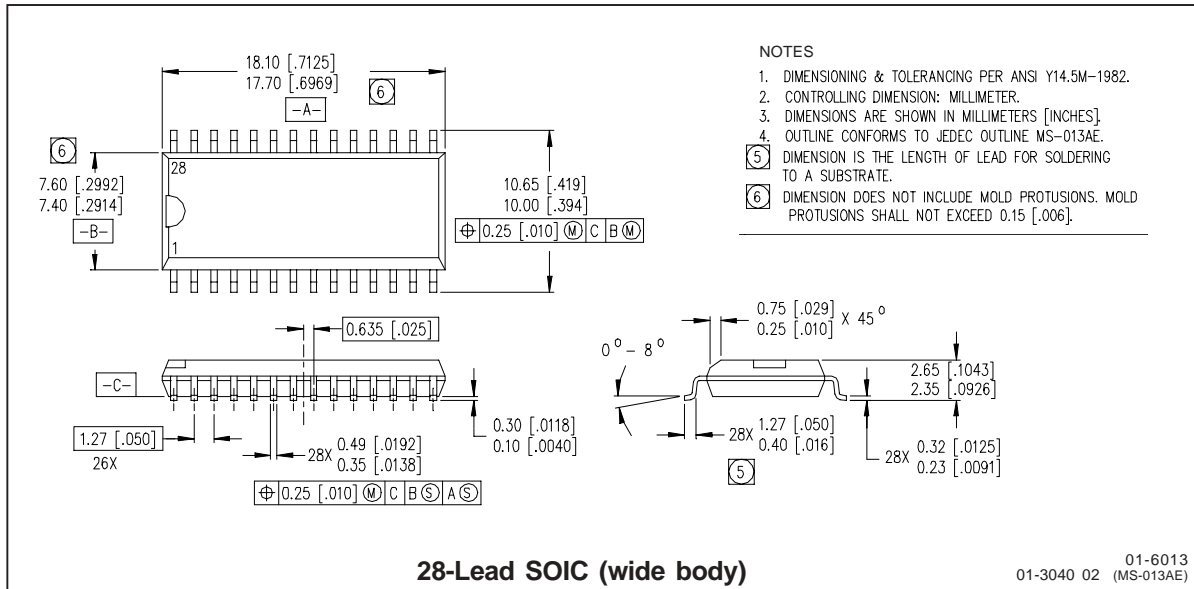 18.10 [.7125]
17.70 [.6969]
6
-A-
6
7.60 [.2992]
7.40 [.2914]
-B-
28
1
10.65 [.419]
10.00 [.394]
⌖ 0.25 [.010] Ⓜ C B Ⓜ
NOTES
1. DIMENSIONING & TOLERANCING PER ANSI Y14.5M-1982.
2. CONTROLLING DIMENSION: MILLIMETER.
3. DIMENSIONS ARE SHOWN IN MILLIMETERS [INCHES].
4. OUTLINE CONFORMS TO JEDEC OUTLINE MS-013AE.
5 DIMENSION IS THE LENGTH OF LEAD FOR SOLDERING
TO A SUBSTRATE.
6 DIMENSION DOES NOT INCLUDE MOLD PROTUSIONS. MOLD
PROTUSIONS SHALL NOT EXCEED 0.15 [.006].
0.635 [.025]
-C-
1.27 [.050]
26X
28X 0.49 [.0192]
0.35 [.0138]
⌖ 0.25 [.010] Ⓜ C B Ⓢ A Ⓢ
0.30 [.0118]
0.10 [.0040]
0.75 [.029]
0.25 [.010] X 45°
0° - 8°
2.65 [.1043]
2.35 [.0926]
28X 1.27 [.050]
0.40 [.016]
5
28X 0.32 [.0125]
0.23 [.0091]
28-Lead SOIC (wide body)
01-6013
01-3040 02 (MS-013AE)